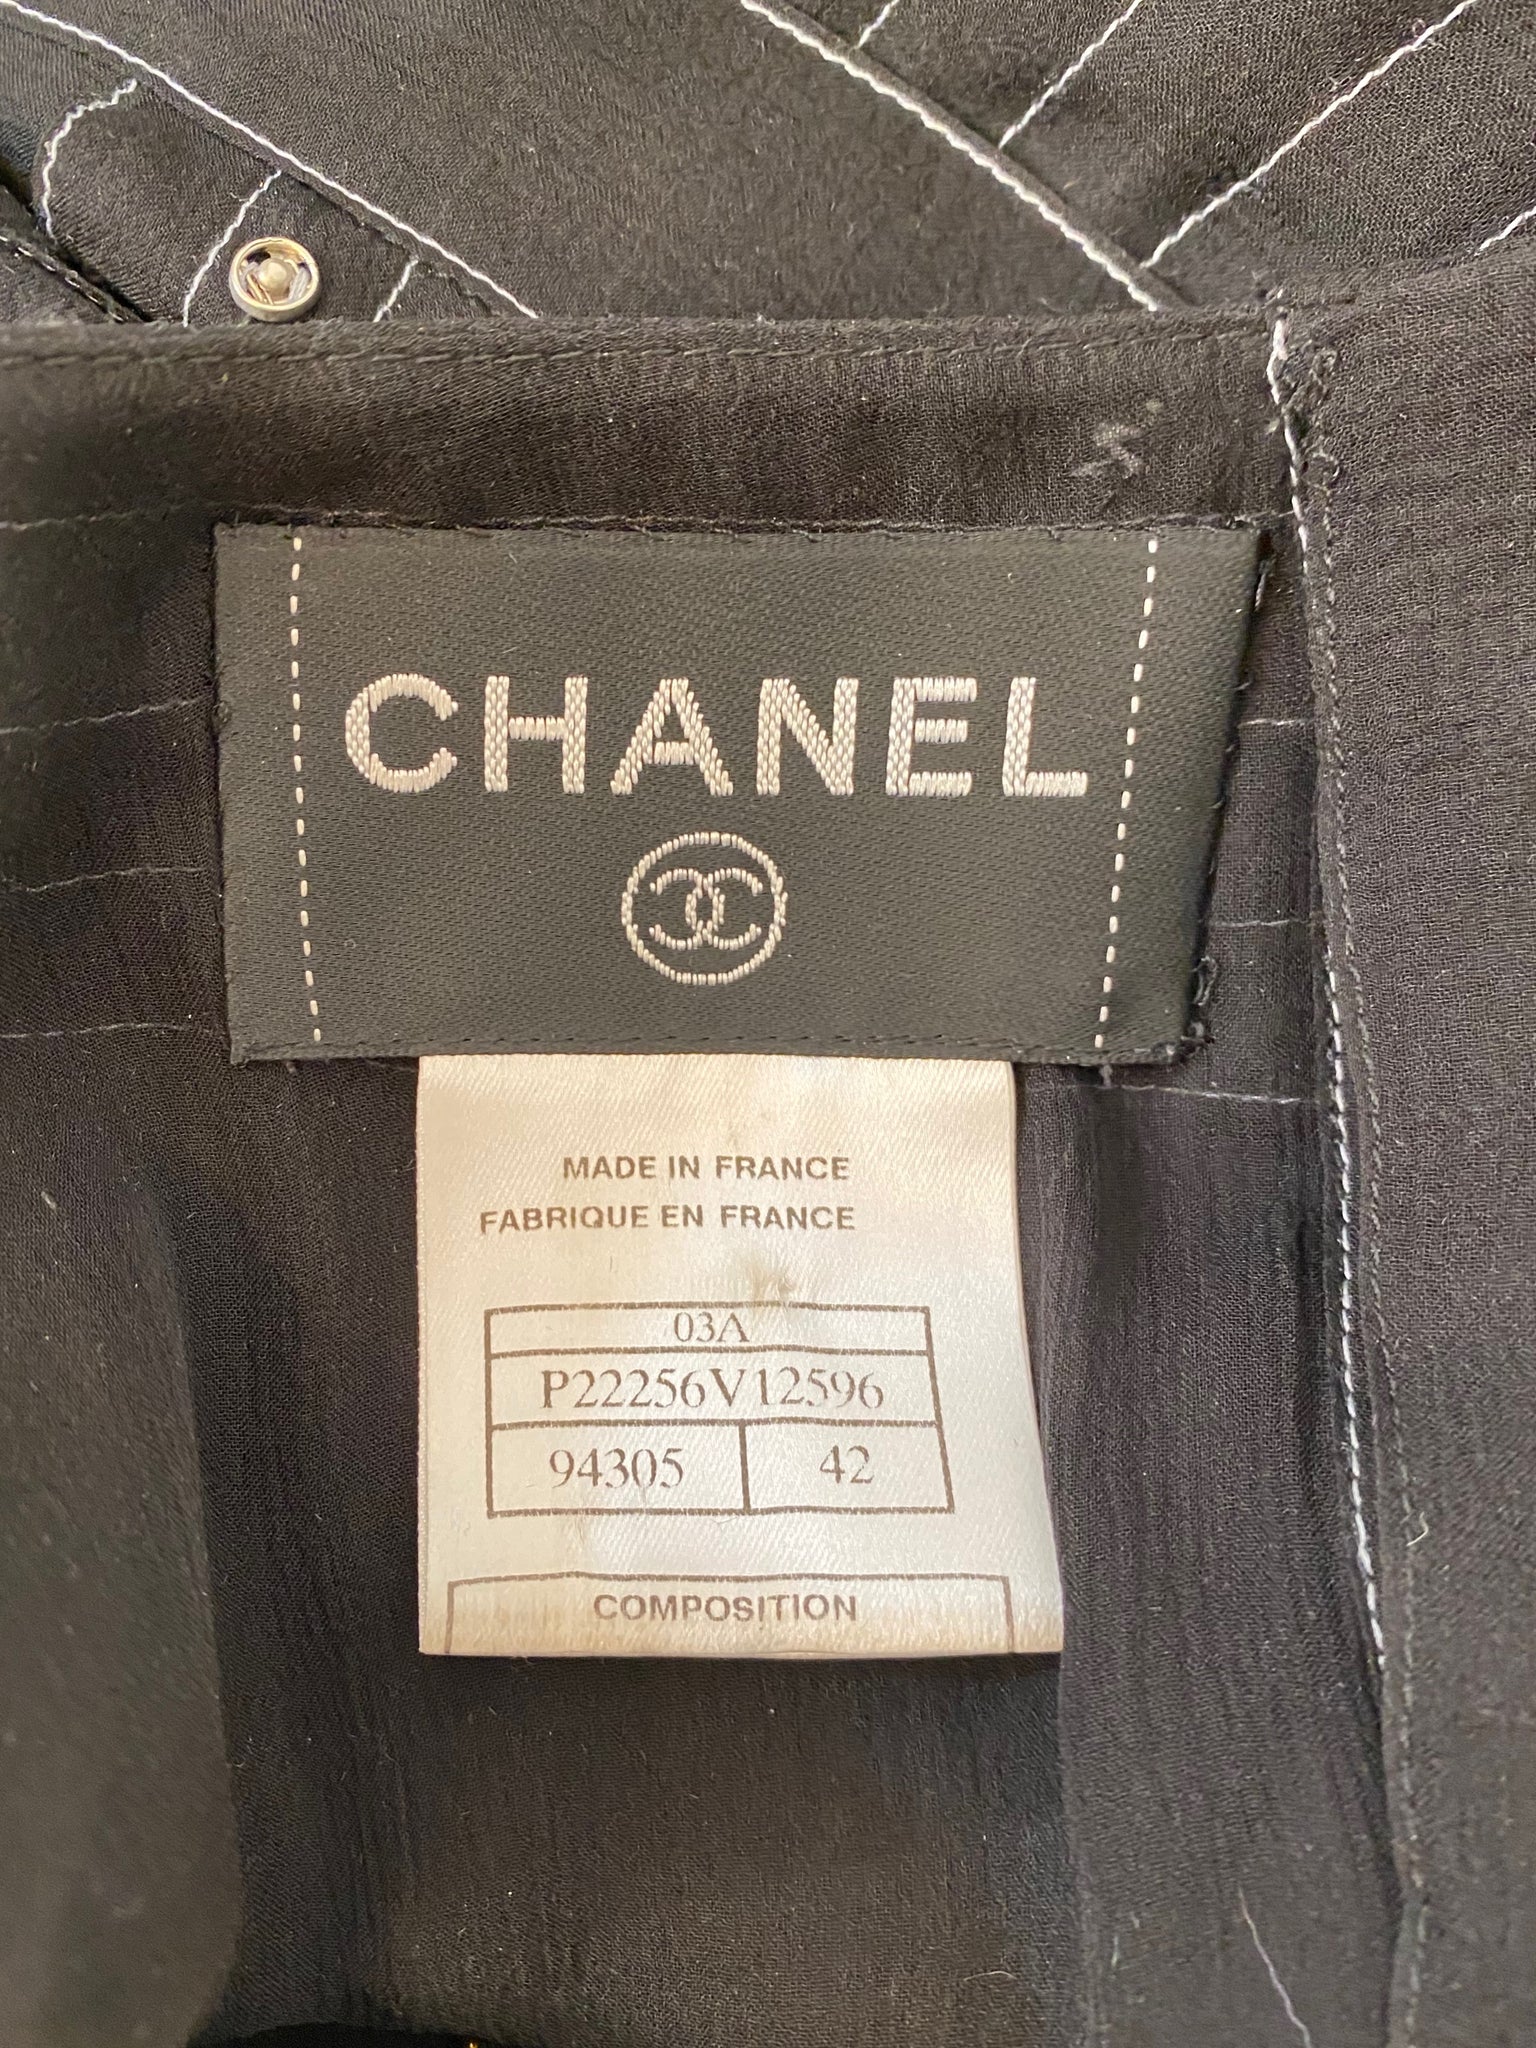 CHANEL
MADE IN FRANCE
FABRIQUE EN FRANCE
03A
P22256V12596
94305 42
COMPOSITION